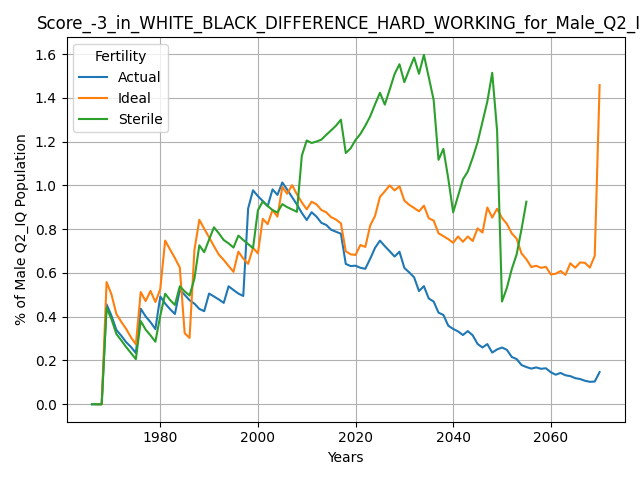 Score_-3_in_WHITE_BLACK_DIFFERENCE_HARD_WORKING_for_Male_Q2_I
Fertility
Actual
Ideal
Sterile
% of Male Q2_IQ Population
1.6
1.4
1.2
1.0
0.8
0.6
0.4
0.2
0.0
1980 2000 2020 2040 2060
Years